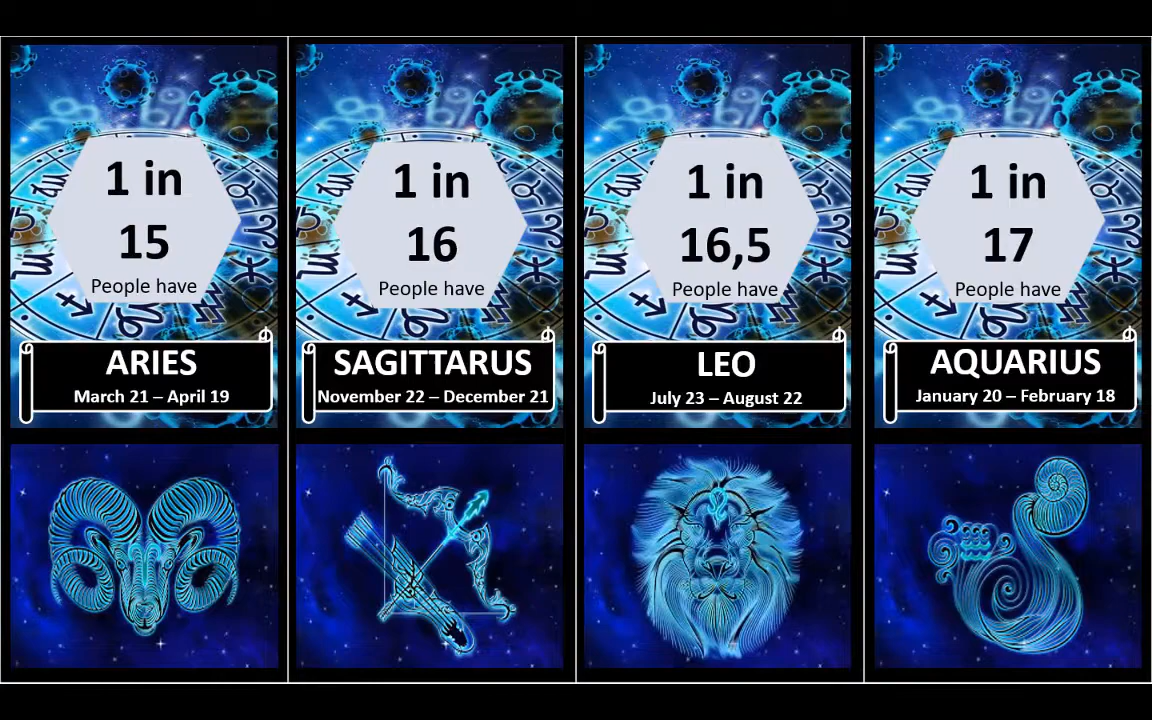 1 in
15
People have
ARIES
March 21 – April 19
1 in
16
People have
SAGITTARUS
November 22 – December 21
1 in
16,5
People have
LEO
July 23 – August 22
1 in
17
People have
AQUARIUS
January 20 – February 18